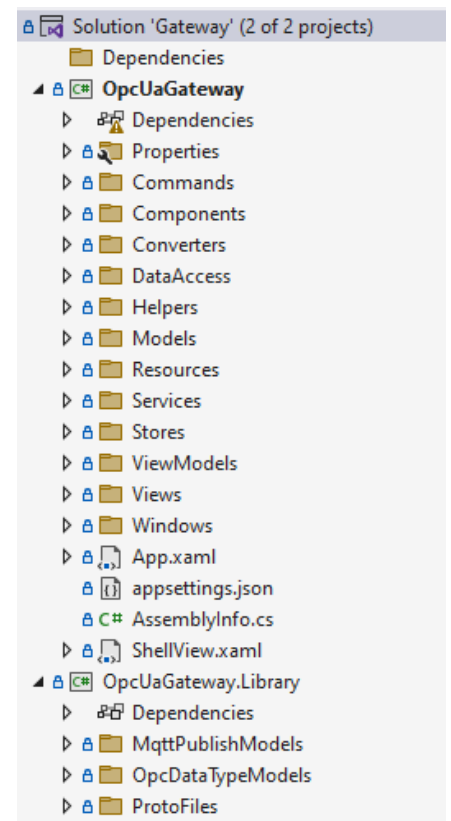 Solution 'Gateway' (2 of 2 projects)
Dependencies
C# OpcUaGateway
Dependencies
Properties
Commands
Components
Converters
DataAccess
Helpers
Models
Resources
Services
Stores
ViewModels
Views
Windows
App.xaml
appsettings.json
C# AssemblyInfo.cs
ShellView.xaml
C# OpcUaGateway.Library
Dependencies
MqttPublishModels
OpcDataTypeModels
ProtoFiles